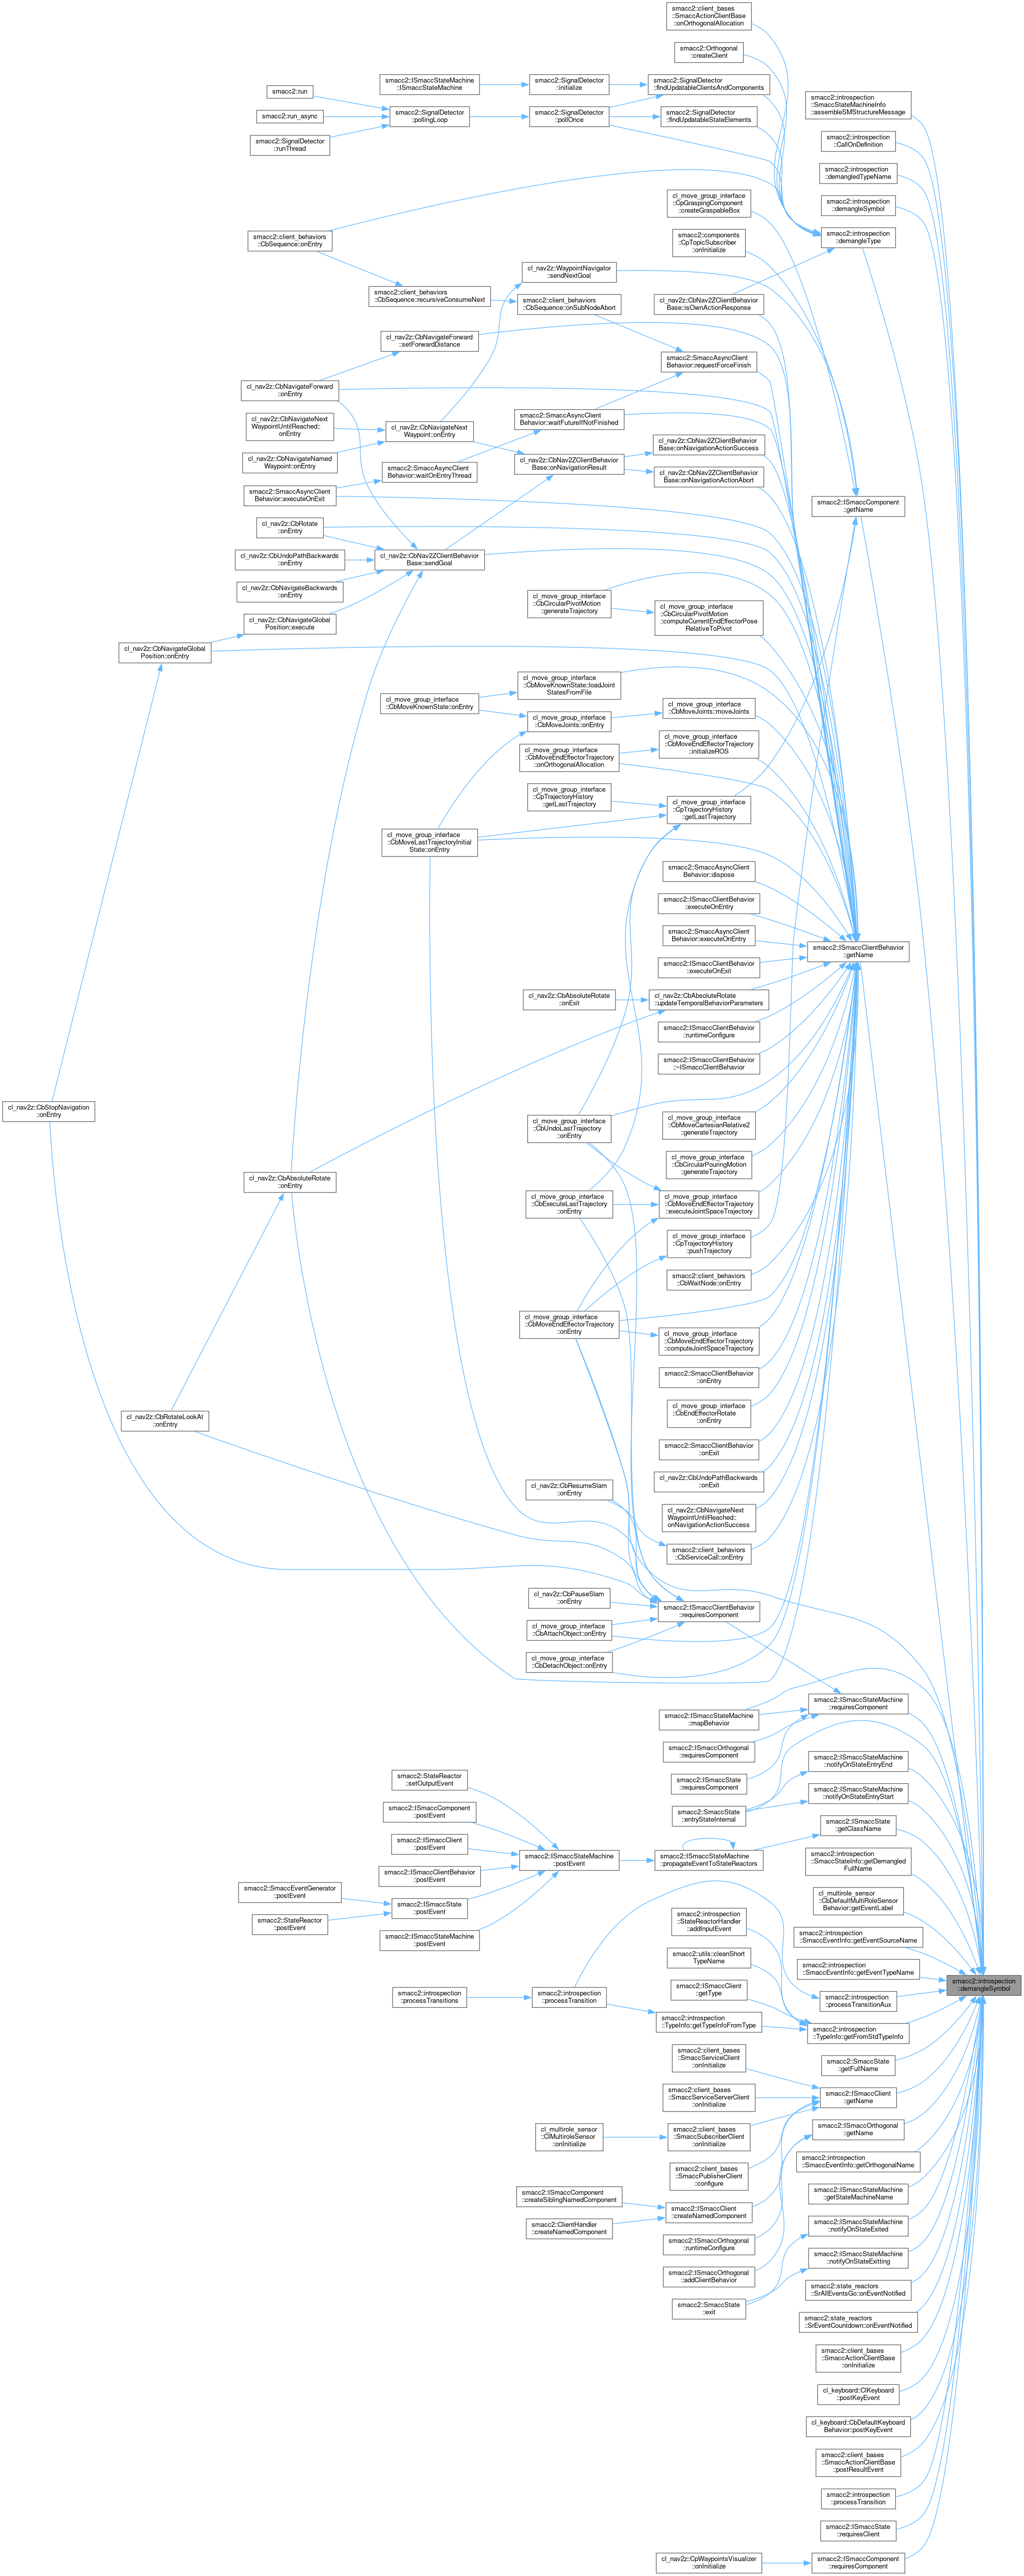 smacc2::client_bases
::SmaccActionClientBase
::onOrthogonalAllocation
smacc2::Orthogonal
::createClient
smacc2::ISmaccStateMachine
::ISmaccStateMachine
smacc2::SignalDetector
::initialize
smacc2::SignalDetector
::findUpdatableClientsAndComponents
smacc2::run
smacc2::run_async
smacc2::SignalDetector
::runThread
smacc2::SignalDetector
::pollingLoop
smacc2::SignalDetector
::pollOnce
smacc2::SignalDetector
::findUpdatableStateElements
smacc2::introspection
::SmaccStateMachineInfo
::assembleSMStructureMessage
smacc2::introspection
::CallOnDefinition
smacc2::introspection
::demangledTypeName
smacc2::introspection
::demangleSymbol
smacc2::introspection
::demangleType
cl_move_group_interface
::CpGraspingComponent
::createGraspableBox
smacc2::components
::CpTopicSubscriber
::onInitialize
smacc2::client_behaviors
::CbSequence::onEntry
cl_nav2z::WaypointNavigator
::sendNextGoal
smacc2::client_behaviors
::CbSequence::recursiveConsumeNext
smacc2::client_behaviors
::CbSequence::onSubNodeAbort
cl_nav2z::CbNav2ZClientBehavior
Base::isOwnActionResponse
cl_nav2z::CbNavigateForward
::setForwardDistance
smacc2::SmaccAsyncClient
Behavior::requestForceFinish
cl_nav2z::CbNavigateForward
::onEntry
cl_nav2z::CbNavigateNext
WaypointUntilReached::
onEntry
cl_nav2z::CbNavigateNext
Waypoint::onEntry
smacc2::SmaccAsyncClient
Behavior::waitFutureIfNotFinished
cl_nav2z::CbNavigateNamed
Waypoint::onEntry
smacc2::SmaccAsyncClient
Behavior::waitOnEntryThread
cl_nav2z::CbNav2ZClientBehavior
Base::onNavigationResult
cl_nav2z::CbNav2ZClientBehavior
Base::onNavigationActionSuccess
cl_nav2z::CbNav2ZClientBehavior
Base::onNavigationActionAbort
smacc2::SmaccAsyncClient
Behavior::executeOnExit
smacc2::ISmaccComponent
::getName
cl_nav2z::CbRotate
::onEntry
cl_nav2z::CbUndoPathBackwards
::onEntry
cl_nav2z::CbNav2ZClientBehavior
Base::sendGoal
cl_nav2z::CbNavigateBackwards
::onEntry
cl_nav2z::CbNavigateGlobal
Position::execute
cl_nav2z::CbNavigateGlobal
Position::onEntry
cl_move_group_interface
::CbCircularPivotMotion
::generateTrajectory
cl_move_group_interface
::CbCircularPivotMotion
::computeCurrentEndEffectorPose
RelativeToPivot
cl_move_group_interface
::CbMoveKnownState::loadJoint
StatesFromFile
cl_move_group_interface
::CbMoveKnownState::onEntry
cl_move_group_interface
::CbMoveJoints::onEntry
cl_move_group_interface
::CbMoveJoints::moveJoints
cl_move_group_interface
::CbMoveEndEffectorTrajectory
::onOrthogonalAllocation
cl_move_group_interface
::CbMoveEndEffectorTrajectory
::initializeROS
cl_move_group_interface
::CpTrajectoryHistory
::getLastTrajectory
cl_move_group_interface
::CpTrajectoryHistory
::getLastTrajectory
cl_move_group_interface
::CbMoveLastTrajectoryInitial
State::onEntry
smacc2::SmaccAsyncClient
Behavior::dispose
smacc2::ISmaccClientBehavior
::executeOnEntry
smacc2::SmaccAsyncClient
Behavior::executeOnEntry
smacc2::ISmaccClientBehavior
::executeOnExit
smacc2::ISmaccClientBehavior
::getName
cl_nav2z::CbAbsoluteRotate
::onExit
cl_nav2z::CbAbsoluteRotate
::updateTemporalBehaviorParameters
smacc2::ISmaccClientBehavior
::runtimeConfigure
smacc2::ISmaccClientBehavior
::~ISmaccClientBehavior
cl_nav2z::CbStopNavigation
::onEntry
cl_move_group_interface
::CbUndoLastTrajectory
::onEntry
cl_move_group_interface
::CbMoveCartesianRelative2
::generateTrajectory
cl_move_group_interface
::CbCircularPouringMotion
::generateTrajectory
cl_nav2z::CbAbsoluteRotate
::onEntry
cl_move_group_interface
::CbExecuteLastTrajectory
::onEntry
cl_move_group_interface
::CbMoveEndEffectorTrajectory
::executeJointSpaceTrajectory
cl_move_group_interface
::CpTrajectoryHistory
::pushTrajectory
smacc2::client_behaviors
::CbWaitNode::onEntry
cl_move_group_interface
::CbMoveEndEffectorTrajectory
::onEntry
cl_move_group_interface
::CbMoveEndEffectorTrajectory
::computeJointSpaceTrajectory
smacc2::SmaccClientBehavior
::onEntry
cl_move_group_interface
::CbEndEffectorRotate
::onEntry
cl_nav2z::CbRotateLookAt
::onEntry
smacc2::SmaccClientBehavior
::onExit
cl_nav2z::CbUndoPathBackwards
::onExit
cl_nav2z::CbResumeSlam
::onEntry
cl_nav2z::CbNavigateNext
WaypointUntilReached::
onNavigationActionSuccess
smacc2::client_behaviors
::CbServiceCall::onEntry
cl_nav2z::CbPauseSlam
::onEntry
smacc2::ISmaccClientBehavior
::requiresComponent
cl_move_group_interface
::CbAttachObject::onEntry
cl_move_group_interface
::CbDetachObject::onEntry
smacc2::ISmaccStateMachine
::mapBehavior
smacc2::ISmaccStateMachine
::requiresComponent
smacc2::ISmaccOrthogonal
::requiresComponent
smacc2::ISmaccState
::requiresComponent
smacc2::ISmaccStateMachine
::notifyOnStateEntryEnd
smacc2::StateReactor
::setOutputEvent
smacc2::ISmaccStateMachine
::notifyOnStateEntryStart
smacc2::ISmaccComponent
::postEvent
smacc2::SmaccState
::entryStateInternal
smacc2::ISmaccState
::getClassName
smacc2::ISmaccClient
::postEvent
smacc2::ISmaccStateMachine
::postEvent
smacc2::ISmaccStateMachine
::propagateEventToStateReactors
smacc2::introspection
::SmaccStateInfo::getDemangled
FullName
smacc2::ISmaccClientBehavior
::postEvent
smacc2::SmaccEventGenerator
::postEvent
smacc2::ISmaccState
::postEvent
cl_multirole_sensor
::CbDefaultMultiRoleSensor
Behavior::getEventLabel
smacc2::StateReactor
::postEvent
smacc2::ISmaccStateMachine
::postEvent
smacc2::introspection
::StateReactorHandler
::addInputEvent
smacc2::introspection
::SmaccEventInfo::getEventSourceName
smacc2::utils::cleanShort
TypeName
smacc2::introspection
::SmaccEventInfo::getEventTypeName
smacc2::introspection
::demangleSymbol
smacc2::introspection
::processTransitions
smacc2::introspection
::processTransition
smacc2::ISmaccClient
::getType
smacc2::introspection
::processTransitionAux
smacc2::introspection
::TypeInfo::getTypeInfoFromType
smacc2::introspection
::TypeInfo::getFromStdTypeInfo
smacc2::client_bases
::SmaccServiceClient
::onInitialize
smacc2::SmaccState
::getFullName
smacc2::client_bases
::SmaccServiceServerClient
::onInitialize
smacc2::ISmaccClient
::getName
cl_multirole_sensor
::ClMultiroleSensor
::onInitialize
smacc2::client_bases
::SmaccSubscriberClient
::onInitialize
smacc2::ISmaccOrthogonal
::getName
smacc2::client_bases
::SmaccPublisherClient
::configure
smacc2::introspection
::SmaccEventInfo::getOrthogonalName
smacc2::ISmaccComponent
::createSiblingNamedComponent
smacc2::ISmaccClient
::createNamedComponent
smacc2::ISmaccStateMachine
::getStateMachineName
smacc2::ClientHandler
::createNamedComponent
smacc2::ISmaccStateMachine
::notifyOnStateExited
smacc2::ISmaccOrthogonal
::runtimeConfigure
smacc2::ISmaccStateMachine
::notifyOnStateExitting
smacc2::ISmaccOrthogonal
::addClientBehavior
smacc2::state_reactors
::SrAllEventsGo::onEventNotified
smacc2::SmaccState
::exit
smacc2::state_reactors
::SrEventCountdown::onEventNotified
smacc2::client_bases
::SmaccActionClientBase
::onInitialize
cl_keyboard::ClKeyboard
::postKeyEvent
cl_keyboard::CbDefaultKeyboard
Behavior::postKeyEvent
smacc2::client_bases
::SmaccActionClientBase
::postResultEvent
smacc2::introspection
::processTransition
smacc2::ISmaccState
::requiresClient
cl_nav2z::CpWaypointsVisualizer
::onInitialize
smacc2::ISmaccComponent
::requiresComponent